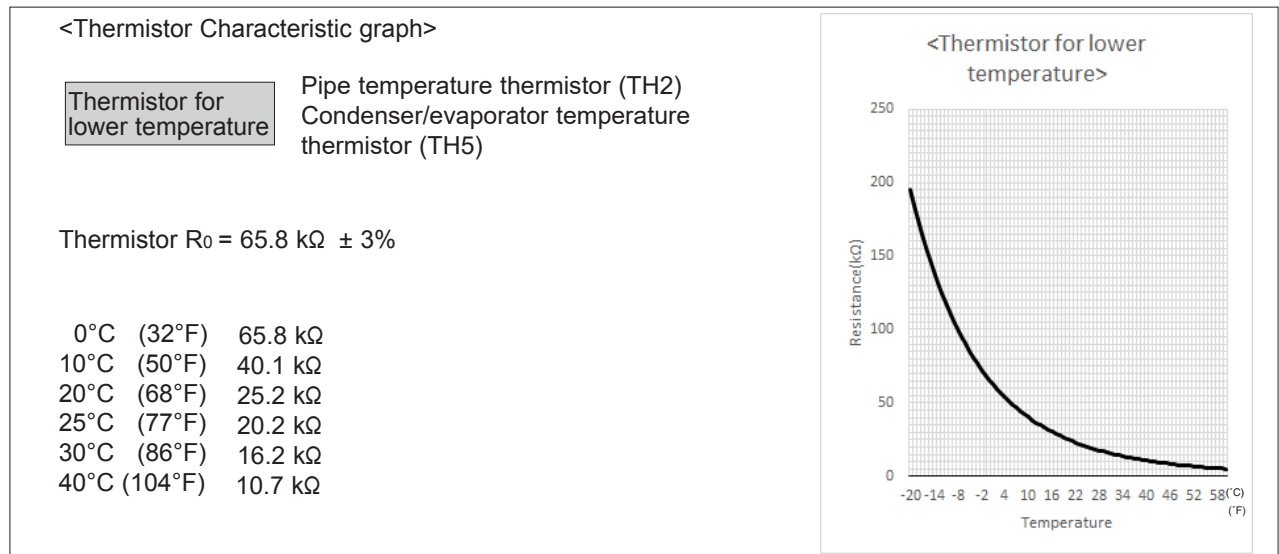 <Thermistor Characteristic graph>
Thermistor for
lower temperature
Pipe temperature thermistor (TH2)
Condenser/evaporator temperature
thermistor (TH5)
Thermistor R0 = 65.8 kΩ ± 3%
0°C (32°F) 65.8 kΩ
10°C (50°F) 40.1 kΩ
20°C (68°F) 25.2 kΩ
25°C (77°F) 20.2 kΩ
30°C (86°F) 16.2 kΩ
40°C (104°F) 10.7 kΩ
<Thermistor for lower
temperature>
250
200
150
100
50
0
Resistance(kΩ)
-20 -14 -8 -2 4 10 16 22 28 34 40 46 52 58 (°C)
(°F)
Temperature